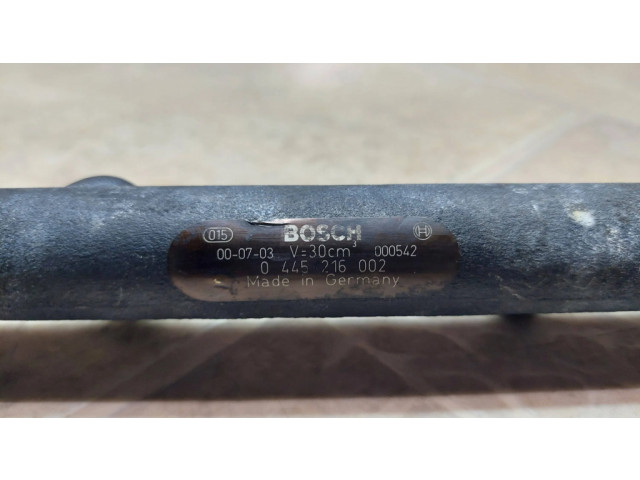 015 BOSCH
00-07-03 V=30cm³ 000542
0 445 216 002
Made in Germany